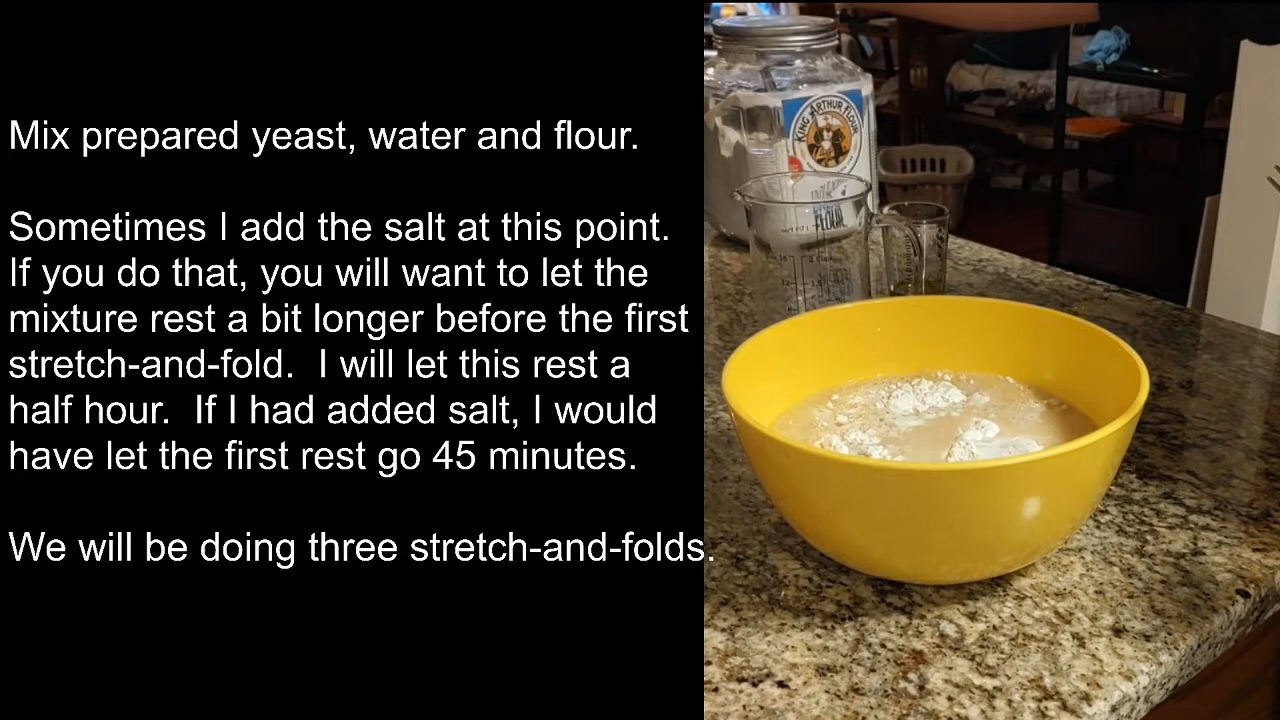 Mix prepared yeast, water and flour.
Sometimes I add the salt at this point.
If you do that, you will want to let the
mixture rest a bit longer before the first
stretch-and-fold.  I will let this rest a
half hour.  If I had added salt, I would
have let the first rest go 45 minutes.
We will be doing three stretch-and-folds.
KING ARTHUR FLOUR
FLOUR